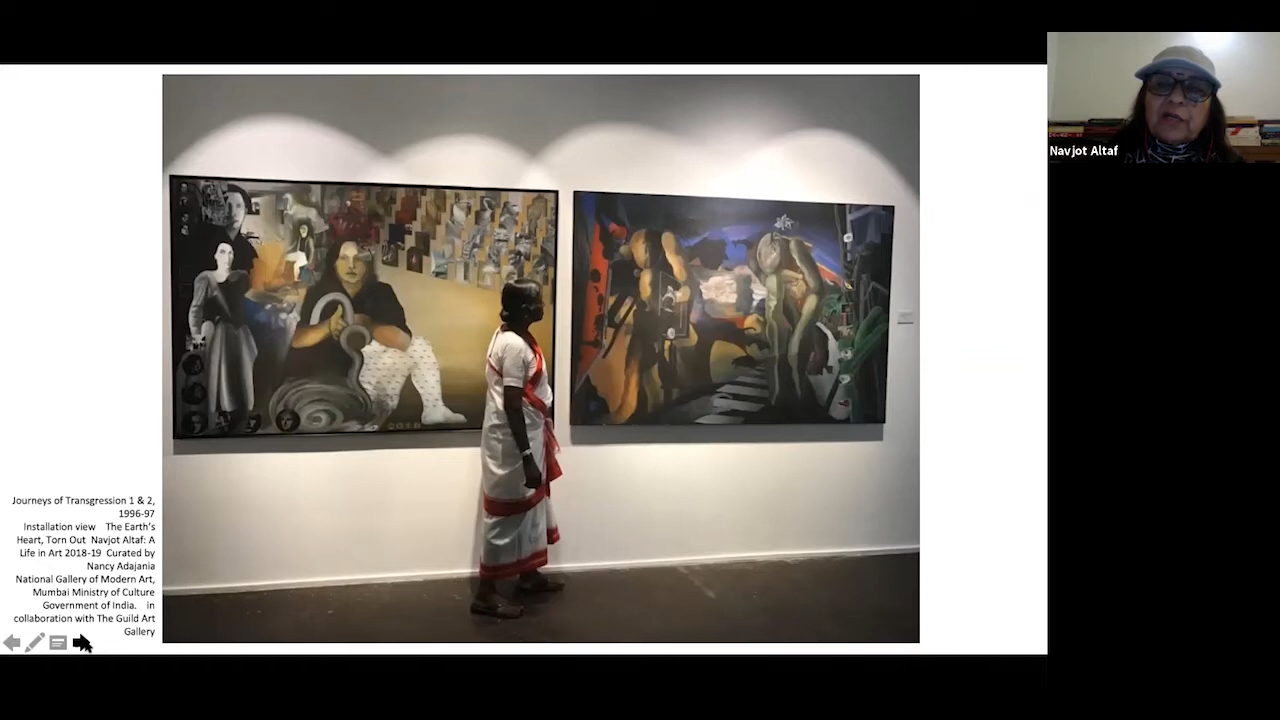 Navjot Altaf
Journeys of Transgression 1 & 2,
1996-97
Installation view The Earth's
Heart, Torn Out Navjot Altaf: A
Life in Art 2018-19 Curated by
Nancy Adajania
National Gallery of Modern Art,
Mumbai Ministry of Culture
Government of India. in
collaboration with The Guild Art
Gallery